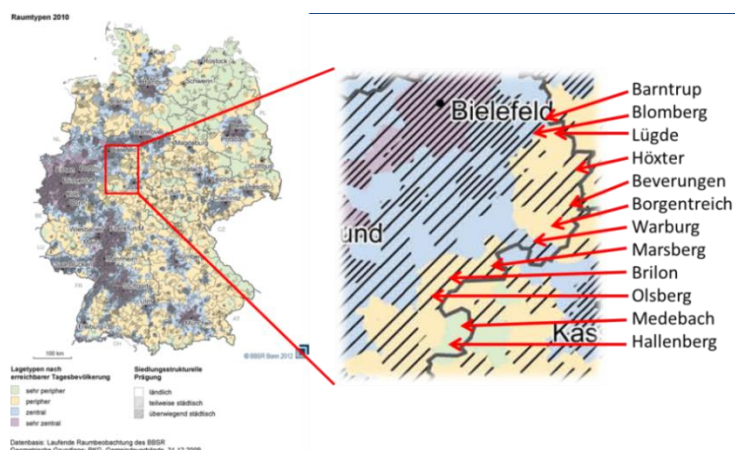 Raumtypen 2010
Rostock
Schwerin
Bielefeld
und
Kas
Barntrup
Blomberg
Lügde
Höxter
Beverungen
Borgentreich
Warburg
Marsberg
Brilon
Olsberg
Medebach
Hallenberg
100 km
© BBSR Bonn 2012
Lagetypen nach
erreichbarer Tagesbevölkerung
sehr peripher
peripher
zentral
sehr zentral
Siedlungsstrukturelle
Prägung
ländlich
teilweise städtisch
überwiegend städtisch
Datenbasis: Laufende Raumbeobachtung des BBSR